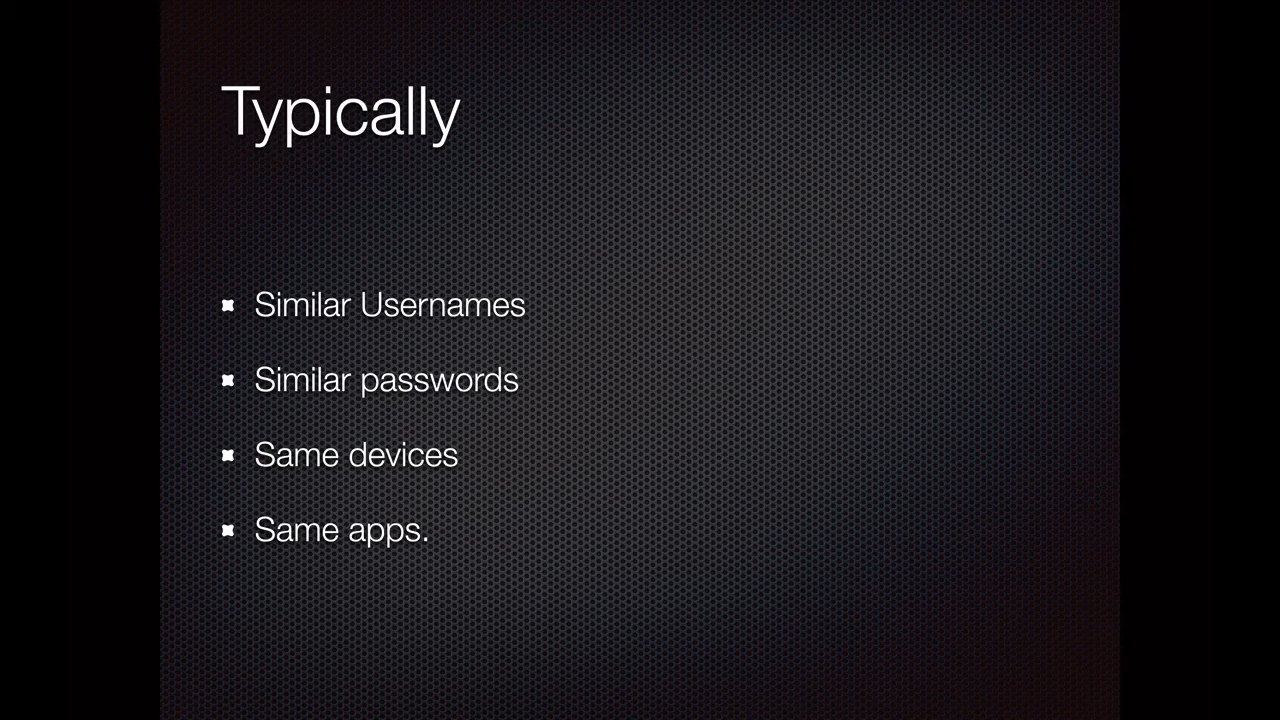 Typically
Similar Usernames
Similar passwords
Same devices
Same apps.